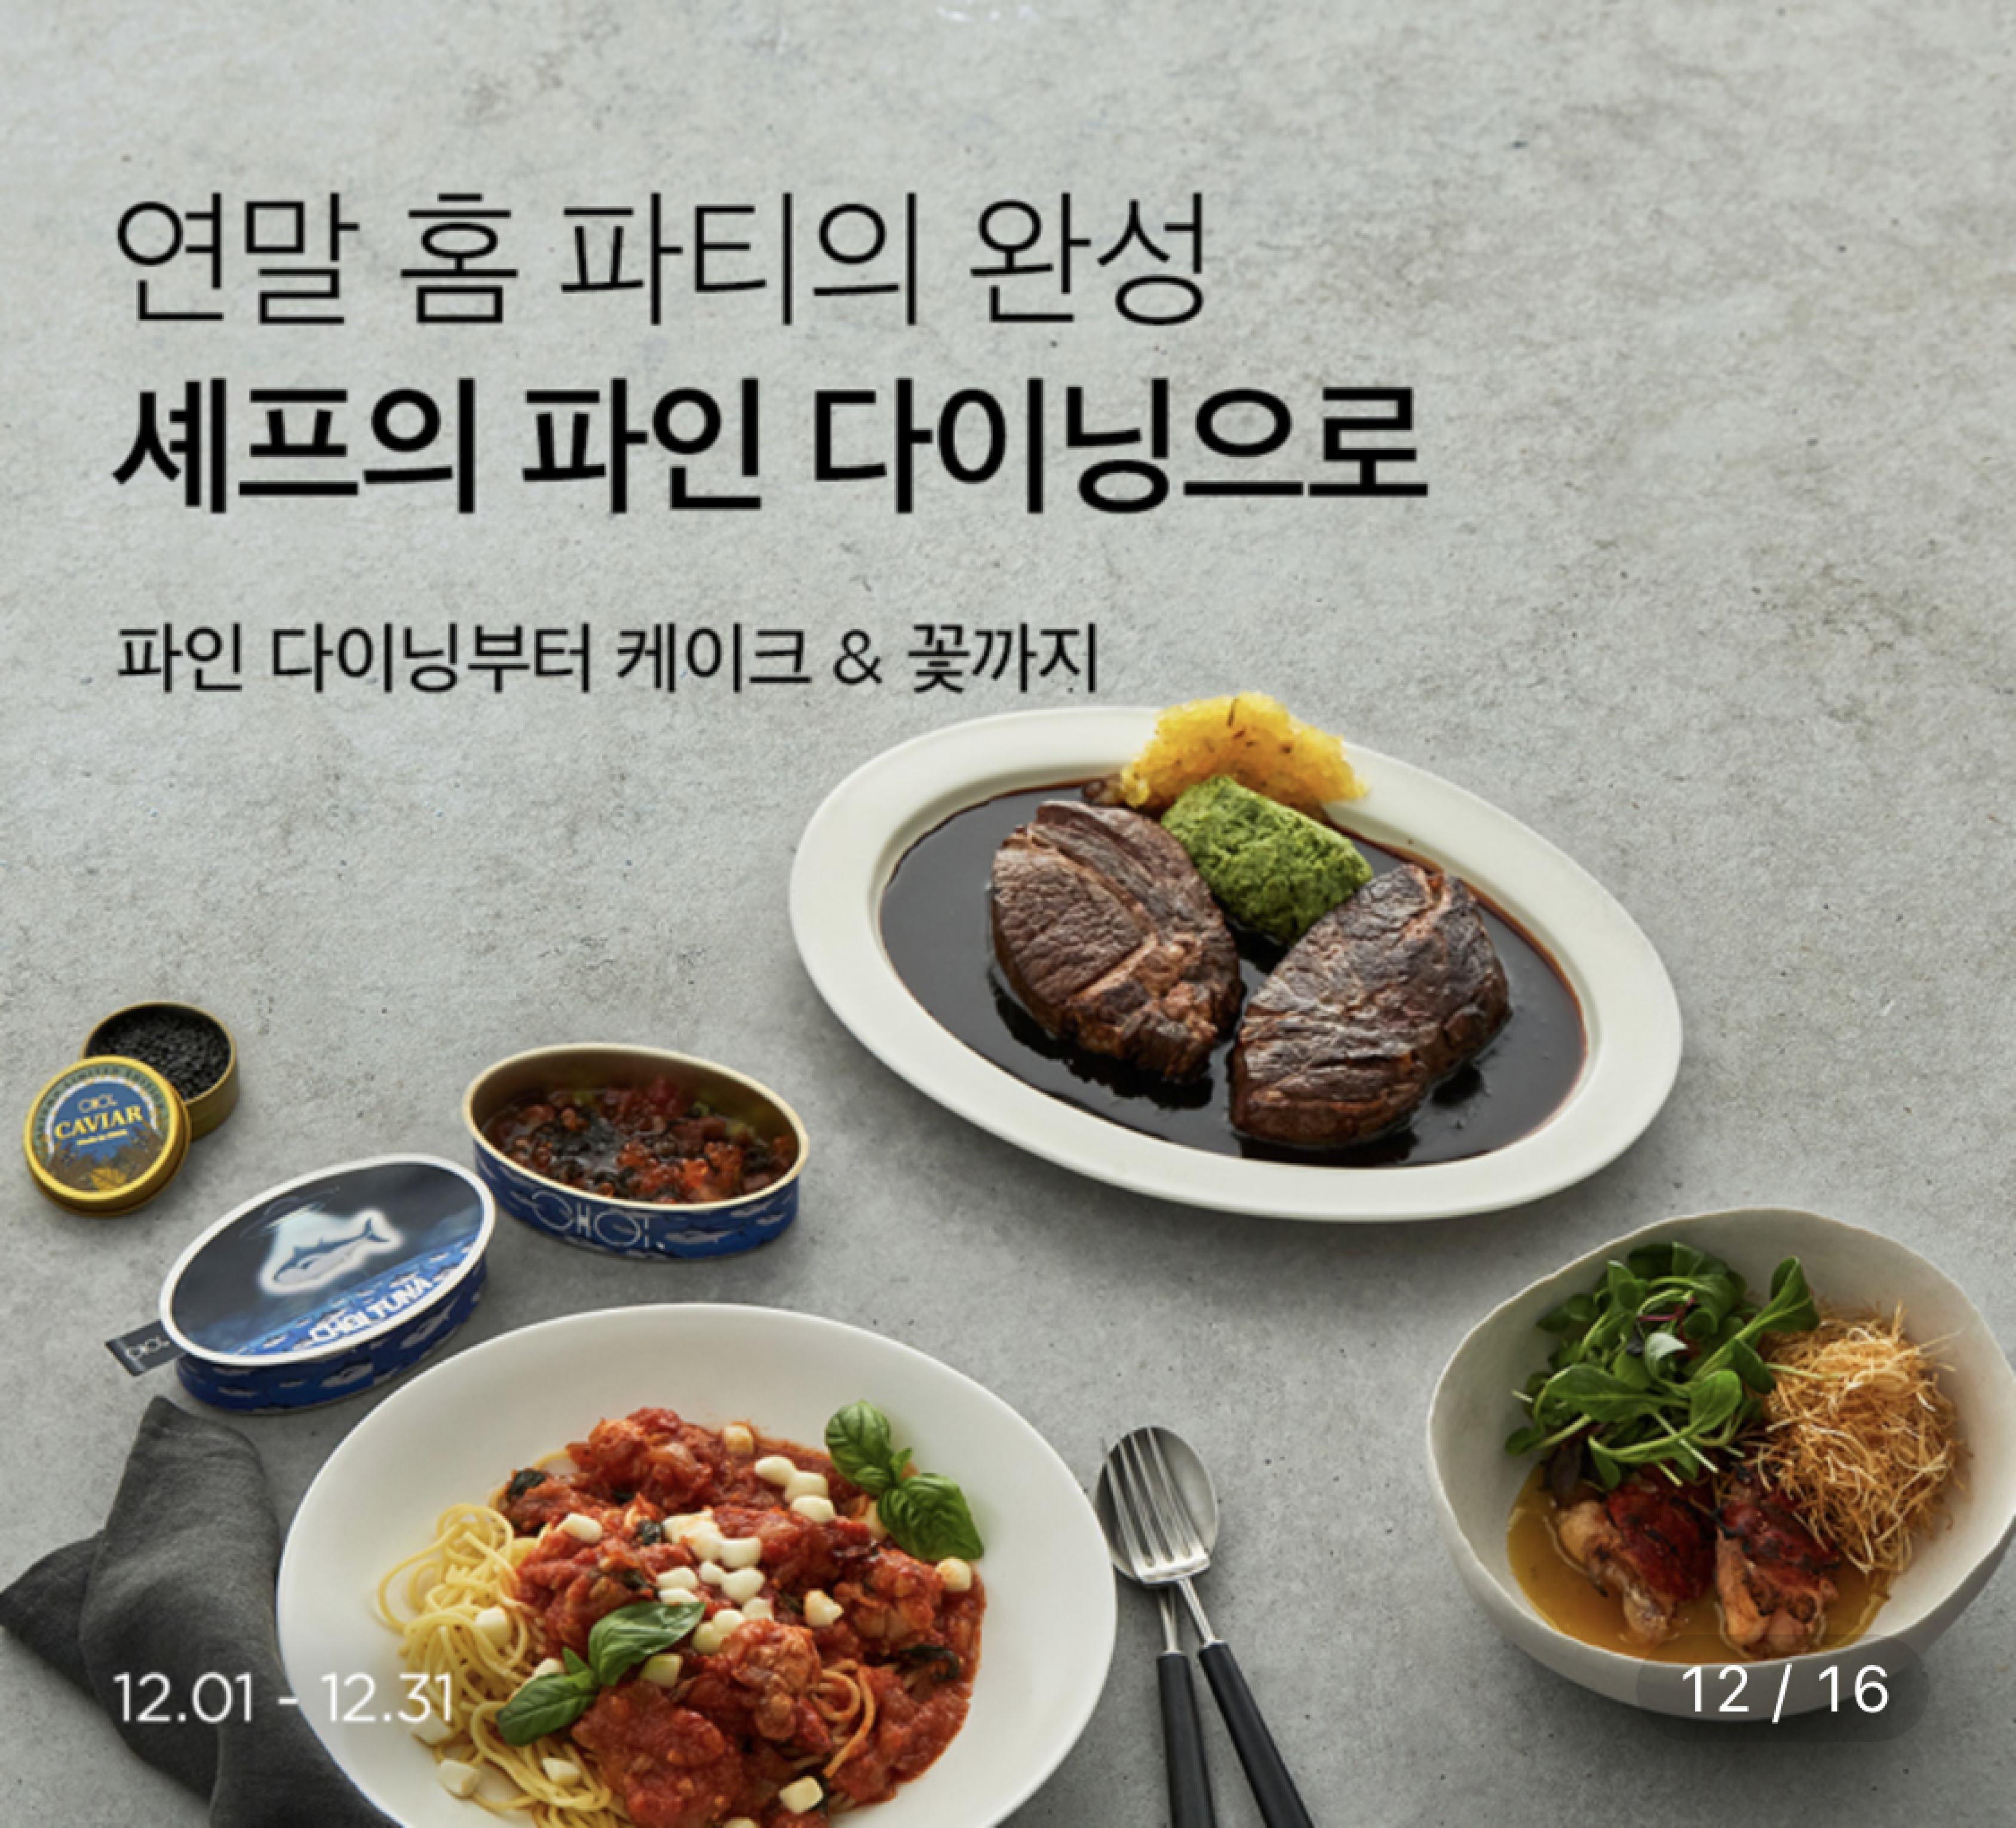 연말 홈 파티의 완성
셰프의 파인 다이닝으로
파인 다이닝부터 케이크 & 꽃까지
CAVIAR
CHOI.
CHOI TUNA
CHOI.
12.01 - 12.31
12 / 16